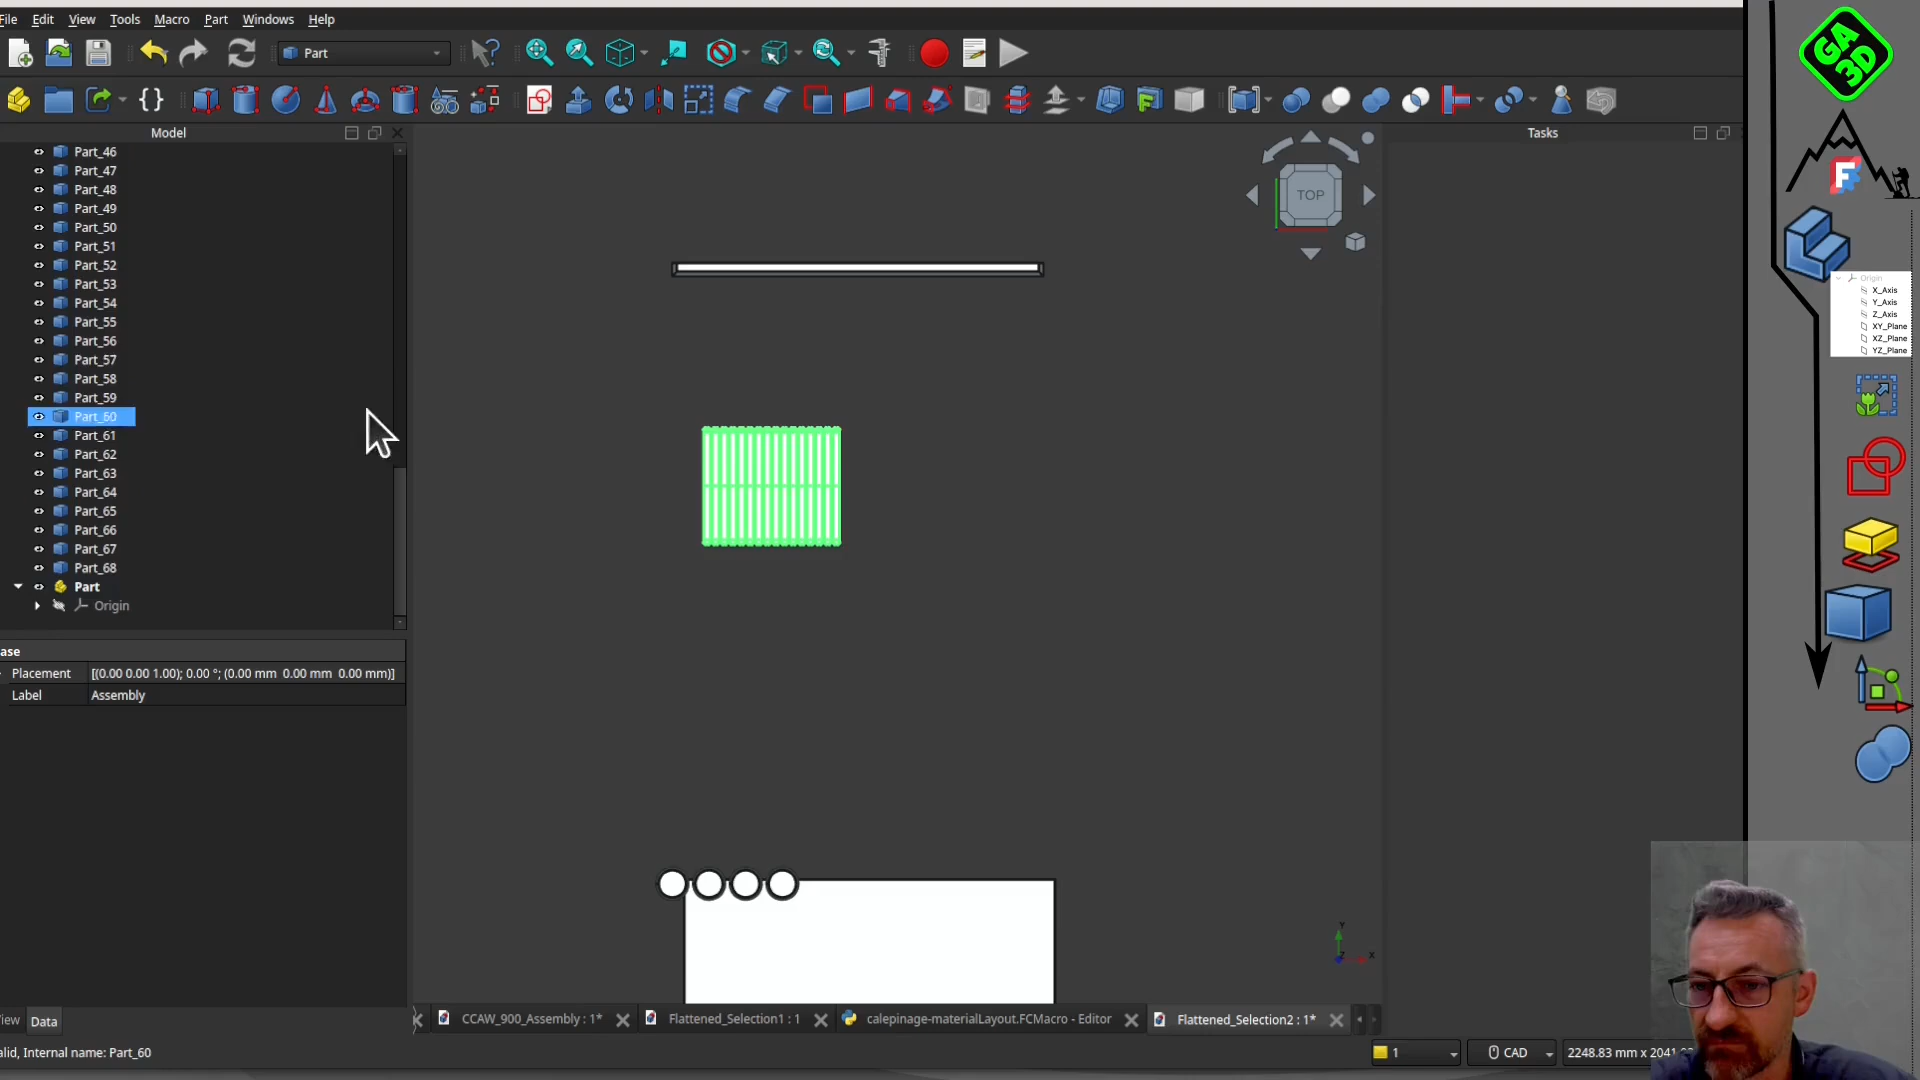 File Edit View Tools Macro Part Windows Help
GA
3D
Part
Model
Tasks
Part_46
Part_47
Part_48
Part_49
Part_50
Part_51
Part_52
Part_53
Part_54
Part_55
Part_56
Part_57
Part_58
Part_59
Part_60
Part_61
Part_62
Part_63
Part_64
Part_65
Part_66
Part_67
Part_68
Part
Origin
TOP
F
Origin
X_Axis
Y_Axis
Z_Axis
XY_Plane
XZ_Plane
YZ_Plane
ase
Placement [(0.00 0.00 1.00); 0.00 °; (0.00 mm 0.00 mm 0.00 mm)]
Label Assembly
Y
Z
X
iew Data
CCAW_900_Assembly : 1*
Flattened_Selection1 : 1
calepinage-materialLayout.FCMacro - Editor
Flattened_Selection2 : 1*
alid, Internal name: Part_60
1
CAD
2248.83 mm x 2041